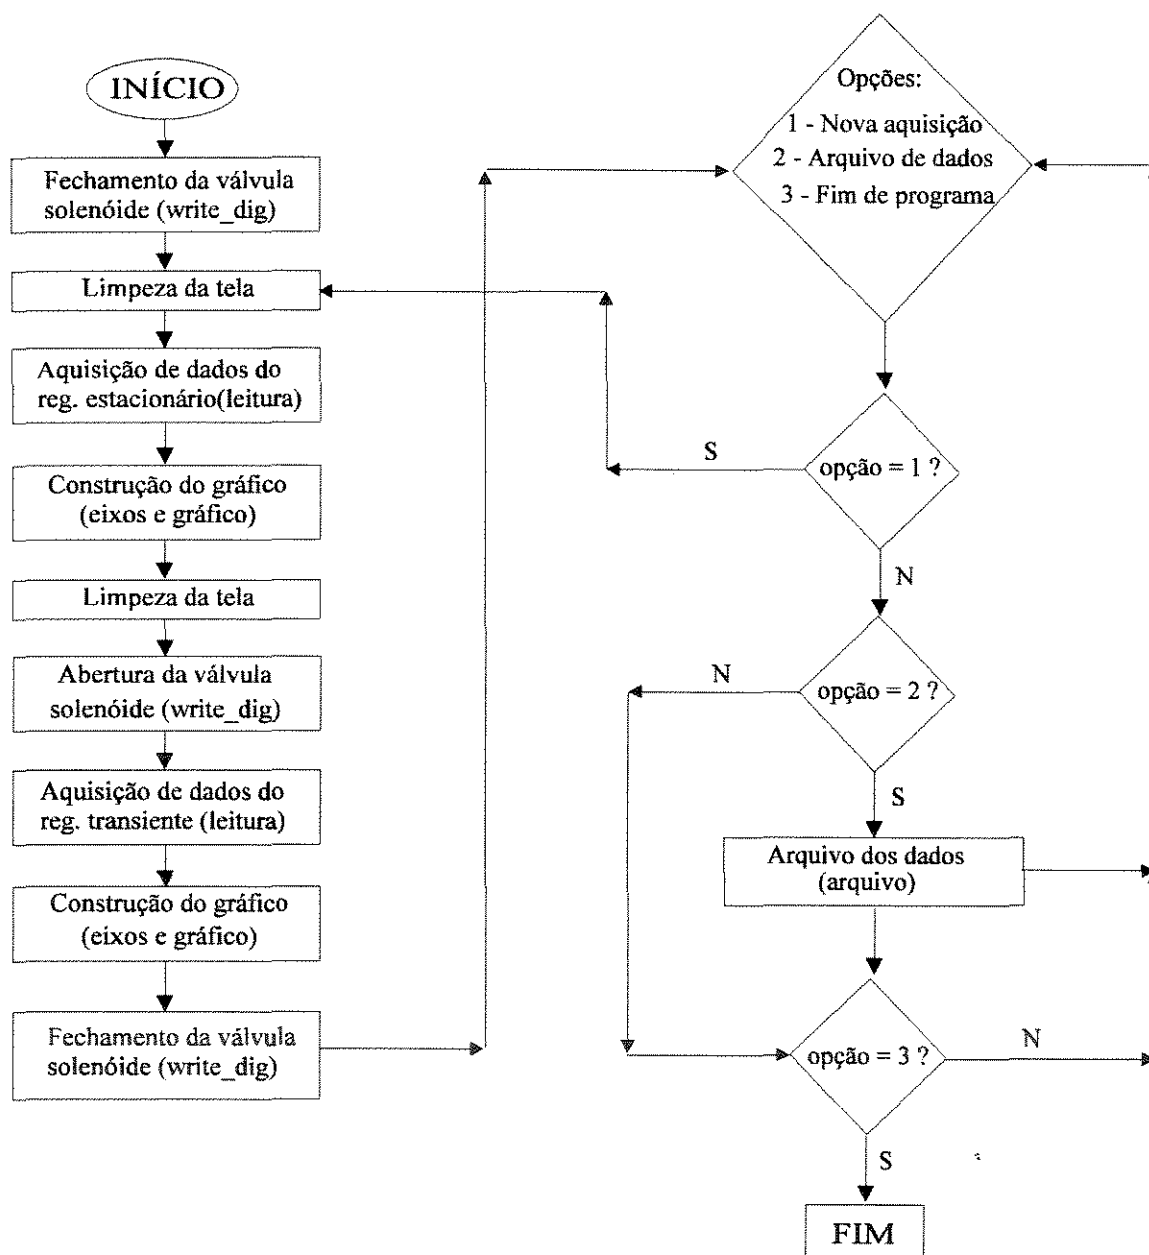 INÍCIO
Fechamento da válvula
solenóide (write_dig)
Limpeza da tela
Aquisição de dados do
reg. estacionário(leitura)
Construção do gráfico
(eixos e gráfico)
Limpeza da tela
Abertura da válvula
solenóide (write_dig)
Aquisição de dados do
reg. transiente (leitura)
Construção do gráfico
(eixos e gráfico)
Fechamento da válvula
solenóide (write_dig)
Opções:
1 - Nova aquisição
2 - Arquivo de dados
3 - Fim de programa
opção = 1 ?
S
N
opção = 2 ?
N
S
Arquivo dos dados
(arquivo)
opção = 3 ?
N
S
FIM